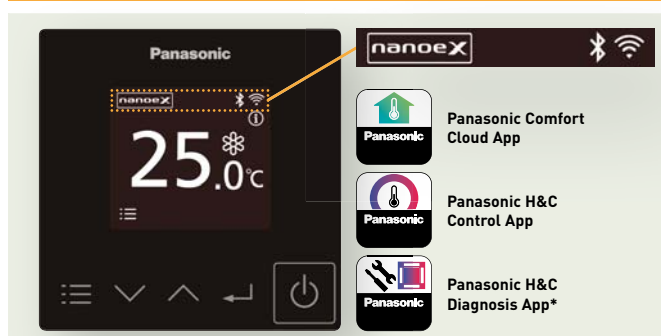 Panasonic
nanoeX
25.0℃
nanoeX
Panasonic
Panasonic Comfort
Cloud App
Panasonic
Panasonic H&C
Control App
Panasonic
Panasonic H&C
Diagnosis App*